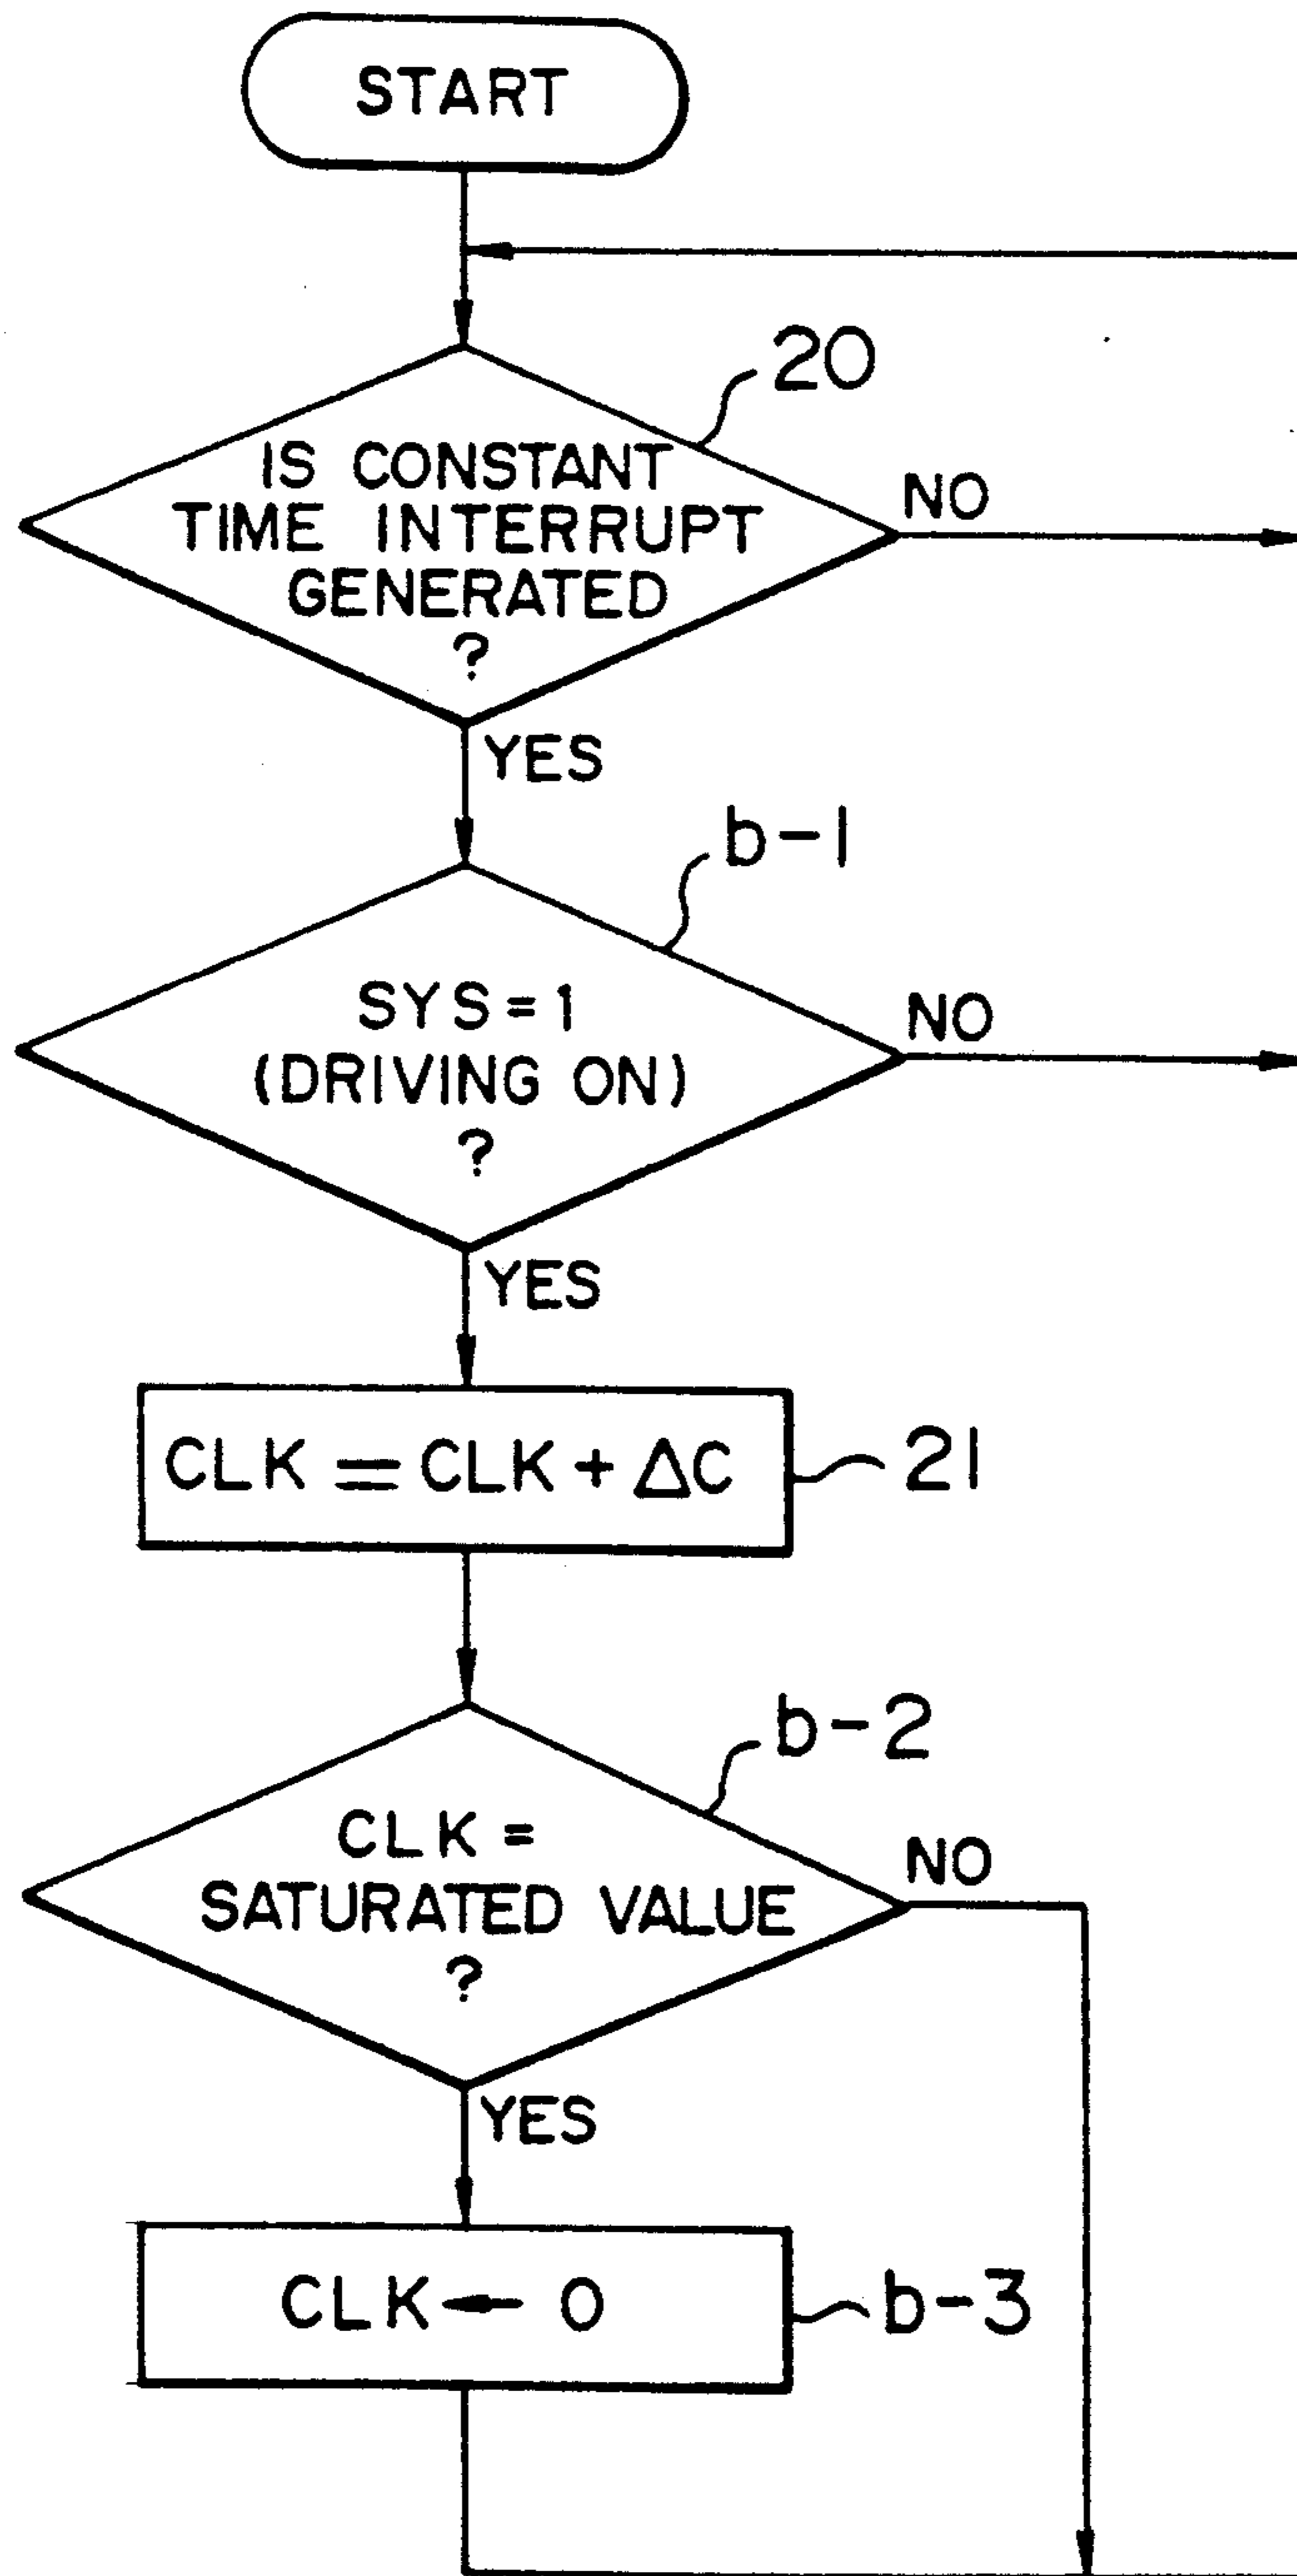 START
20
IS CONSTANT
TIME INTERRUPT
GENERATED
?
NO
YES
b-1
SYS=1
(DRIVING ON)
?
NO
YES
CLK = CLK + ΔC
21
b-2
CLK =
SATURATED VALUE
?
NO
YES
CLK ← 0
b-3